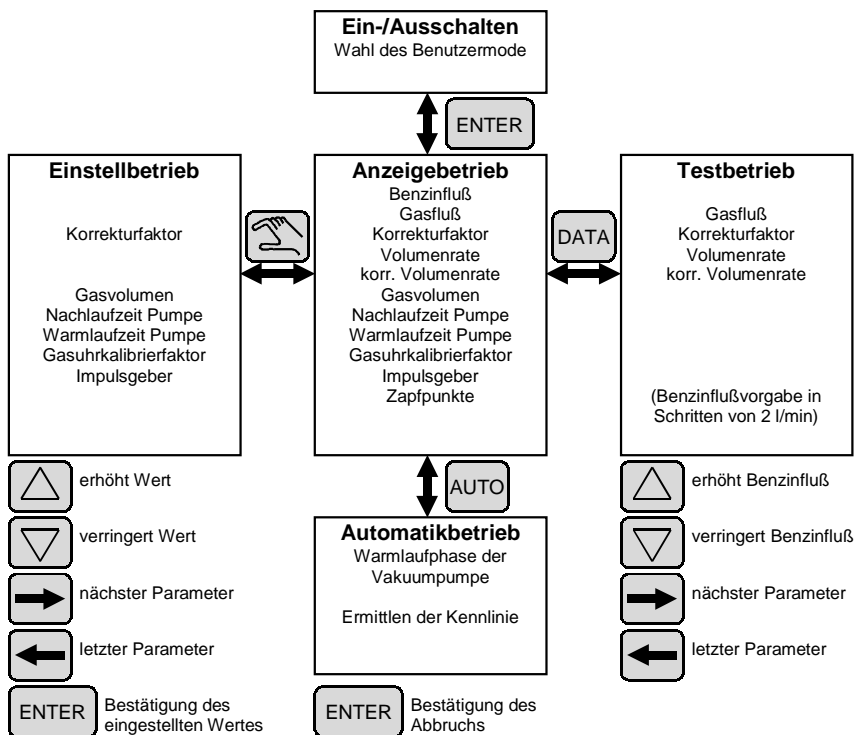 Ein-/Ausschalten
Wahl des Benutzermode
ENTER
Einstellbetrieb
Korrekturfaktor
Gasvolumen
Nachlaufzeit Pumpe
Warmlaufzeit Pumpe
Gasuhrkalibrierfaktor
Impulsgeber
Anzeigebetrieb
Benzinfluß
Gasfluß
Korrekturfaktor
Volumenrate
korr. Volumenrate
Gasvolumen
Nachlaufzeit Pumpe
Warmlaufzeit Pumpe
Gasuhrkalibrierfaktor
Impulsgeber
Zapfpunkte
DATA
Testbetrieb
Gasfluß
Korrekturfaktor
Volumenrate
korr. Volumenrate
(Benzinflußvorgabe in
Schritten von 2 l/min)
erhöht Wert
verringert Wert
nächster Parameter
letzter Parameter
ENTER
Bestätigung des
eingestellten Wertes
AUTO
Automatikbetrieb
Warmlaufphase der
Vakuumpumpe
Ermittlen der Kennlinie
ENTER
Bestätigung des
Abbruchs
erhöht Benzinfluß
verringert Benzinfluß
nächster Parameter
letzter Parameter